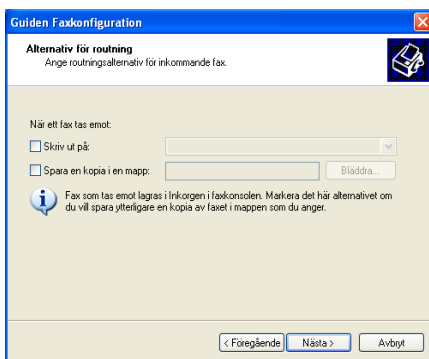 Guiden Faxkonfiguration
Alternativ för routning
Ange routningsalternativ för inkommande fax.
När ett fax tas emot:
Skriv ut på:
Spara en kopia i en mapp:
Bläddra...
Fax som tas emot lagras i Inkorgen i faxkonsolen. Markera det här alternativet om
du vill spara ytterligare en kopia av faxet i mappen som du anger.
< Föregående
Nästa >
Avbryt